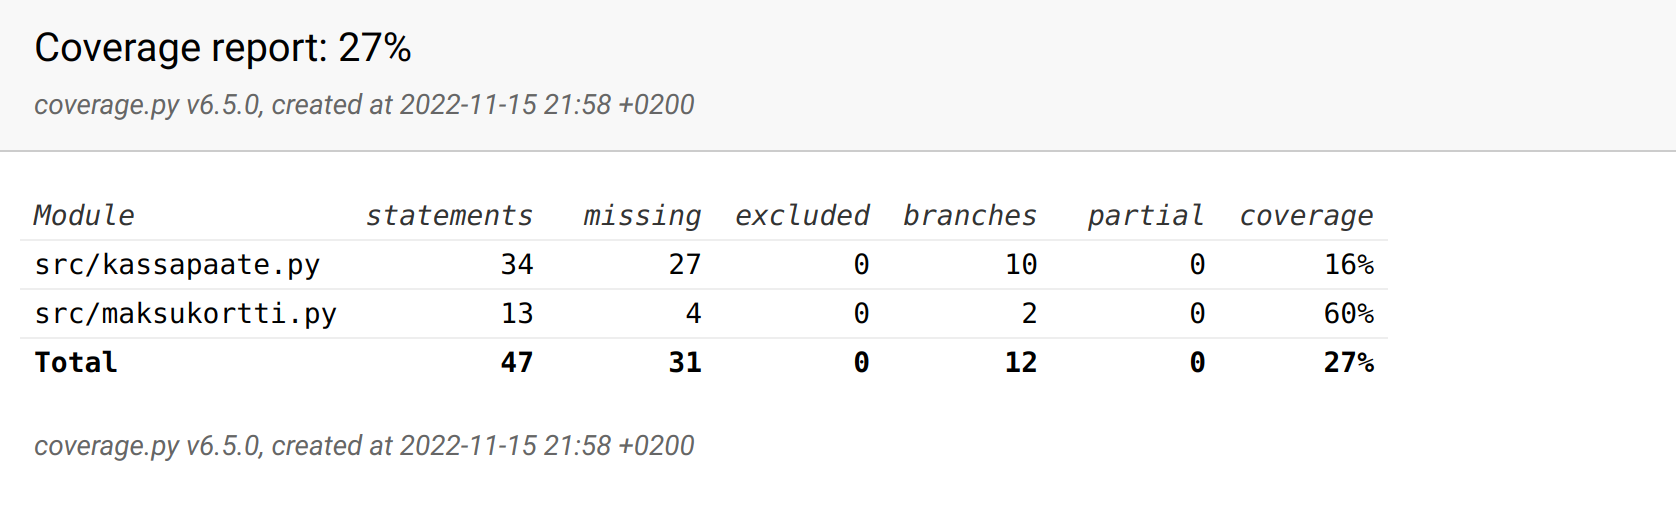 Coverage report: 27%
coverage.py v6.5.0, created at 2022-11-15 21:58 +0200
Module statements missing excluded branches partial coverage
src/kassapaate.py 34 27 0 10 0 16%
src/maksukortti.py 13 4 0 2 0 60%
Total 47 31 0 12 0 27%
coverage.py v6.5.0, created at 2022-11-15 21:58 +0200